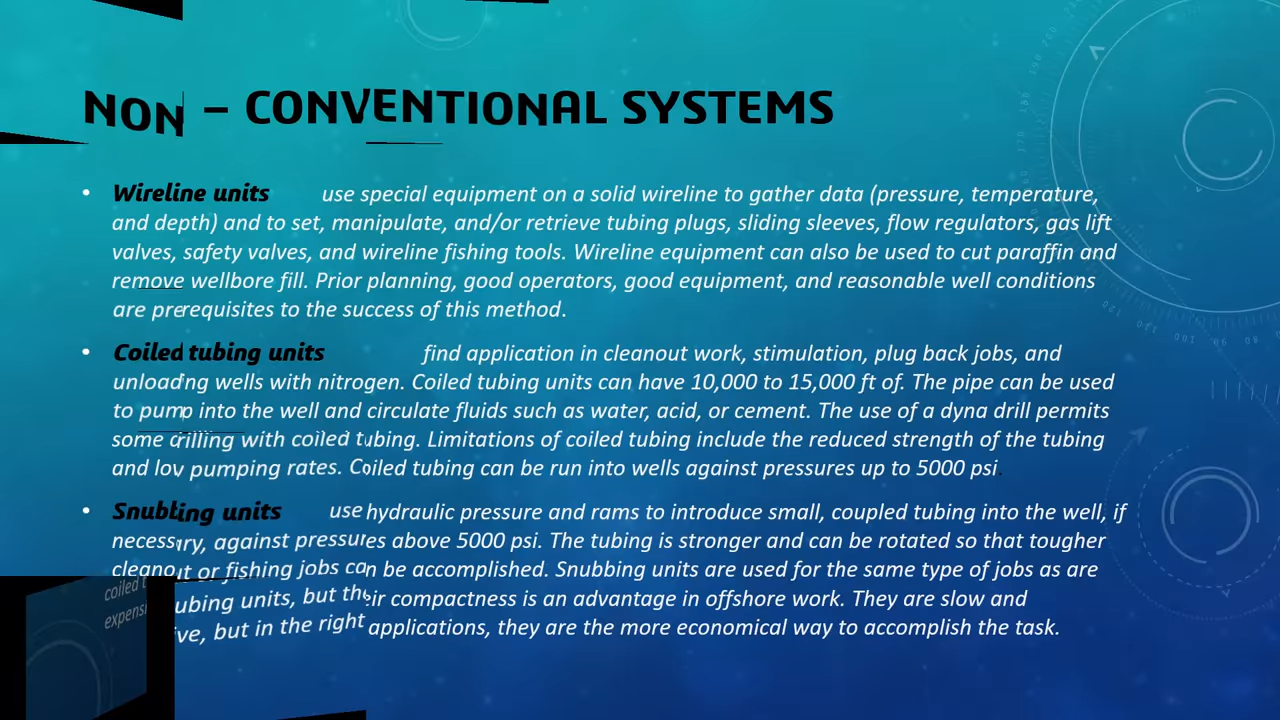 NON – CONVENTIONAL SYSTEMS
• Wireline units use special equipment on a solid wireline to gather data (pressure, temperature,
and depth) and to set, manipulate, and/or retrieve tubing plugs, sliding sleeves, flow regulators, gas lift
valves, safety valves, and wireline fishing tools. Wireline equipment can also be used to cut paraffin and
remove wellbore fill. Prior planning, good operators, good equipment, and reasonable well conditions
are prerequisites to the success of this method.
• Coiled tubing units find application in cleanout work, stimulation, plug back jobs, and
unloading wells with nitrogen. Coiled tubing units can have 10,000 to 15,000 ft of. The pipe can be used
to pump into the well and circulate fluids such as water, acid, or cement. The use of a dyna drill permits
some drilling with coiled tubing. Limitations of coiled tubing include the reduced strength of the tubing
and low pumping rates. Coiled tubing can be run into wells against pressures up to 5000 psi.
• Snubbing units use hydraulic pressure and rams to introduce small, coupled tubing into the well, if
necessary, against pressures above 5000 psi. The tubing is stronger and can be rotated so that tougher
cleanout or fishing jobs can be accomplished. Snubbing units are used for the same type of jobs as are
coiled tubing units, but their compactness is an advantage in offshore work. They are slow and
expensive, but in the right applications, they are the more economical way to accomplish the task.